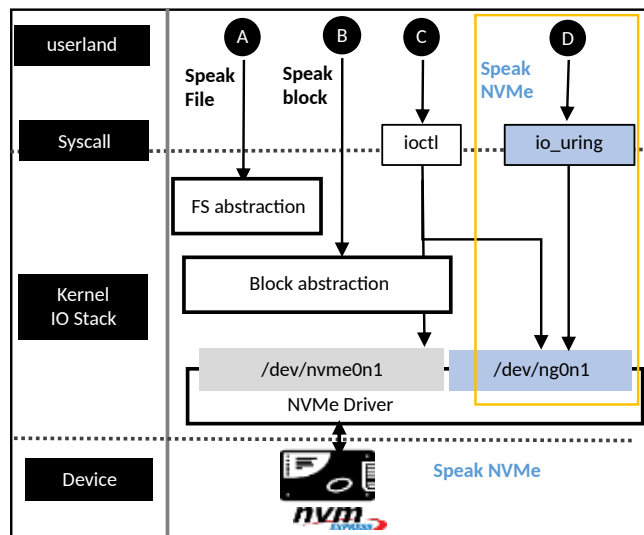 userland
A
B
C
D
Speak
File
Speak
block
Speak
NVMe
Syscall
ioctl
io_uring
FS abstraction
Kernel
IO Stack
Block abstraction
/dev/nvme0n1
/dev/ng0n1
NVMe Driver
Device
Speak NVMe
nvm
EXPRESS